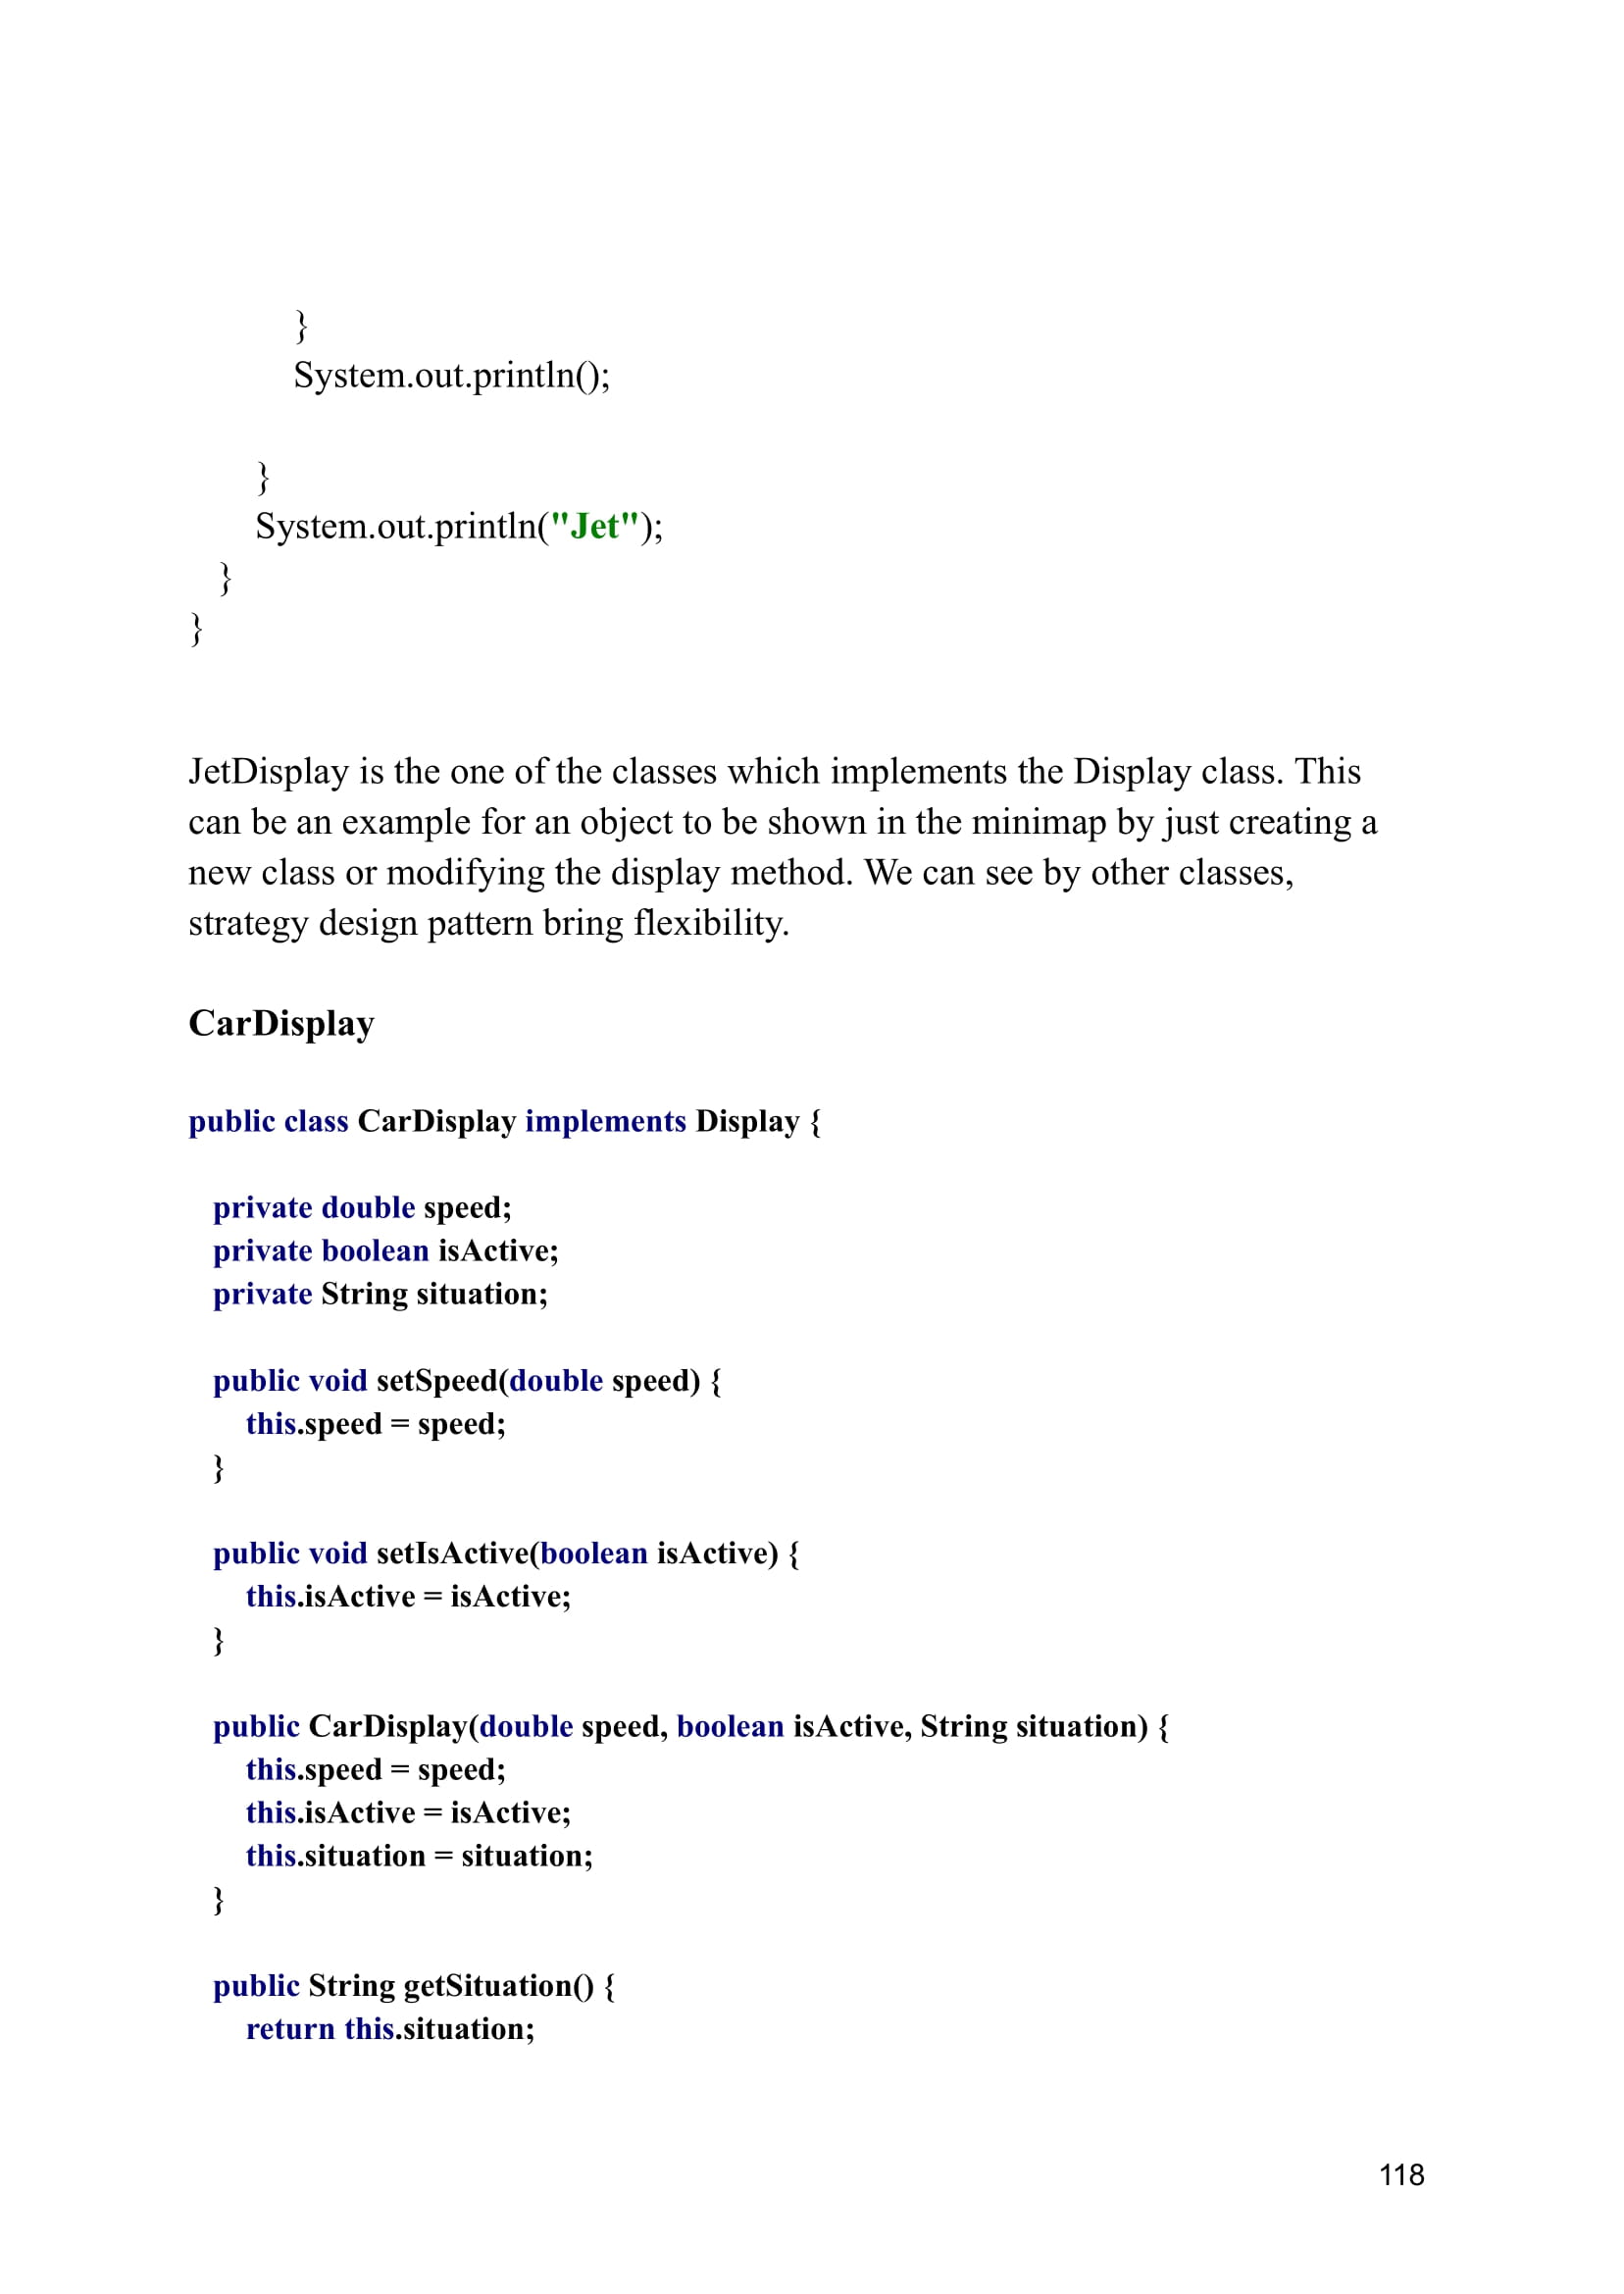 }
System.out.println();
}
System.out.println("Jet");
}
}
JetDisplay is the one of the classes which implements the Display class. This
can be an example for an object to be shown in the minimap by just creating a
new class or modifying the display method. We can see by other classes,
strategy design pattern bring flexibility.
CarDisplay
public class CarDisplay implements Display {
private double speed;
private boolean isActive;
private String situation;
public void setSpeed(double speed) {
this.speed = speed;
}
public void setIsActive(boolean isActive) {
this.isActive = isActive;
}
public CarDisplay(double speed, boolean isActive, String situation) {
this.speed = speed;
this.isActive = isActive;
this.situation = situation;
}
public String getSituation() {
return this.situation;
118